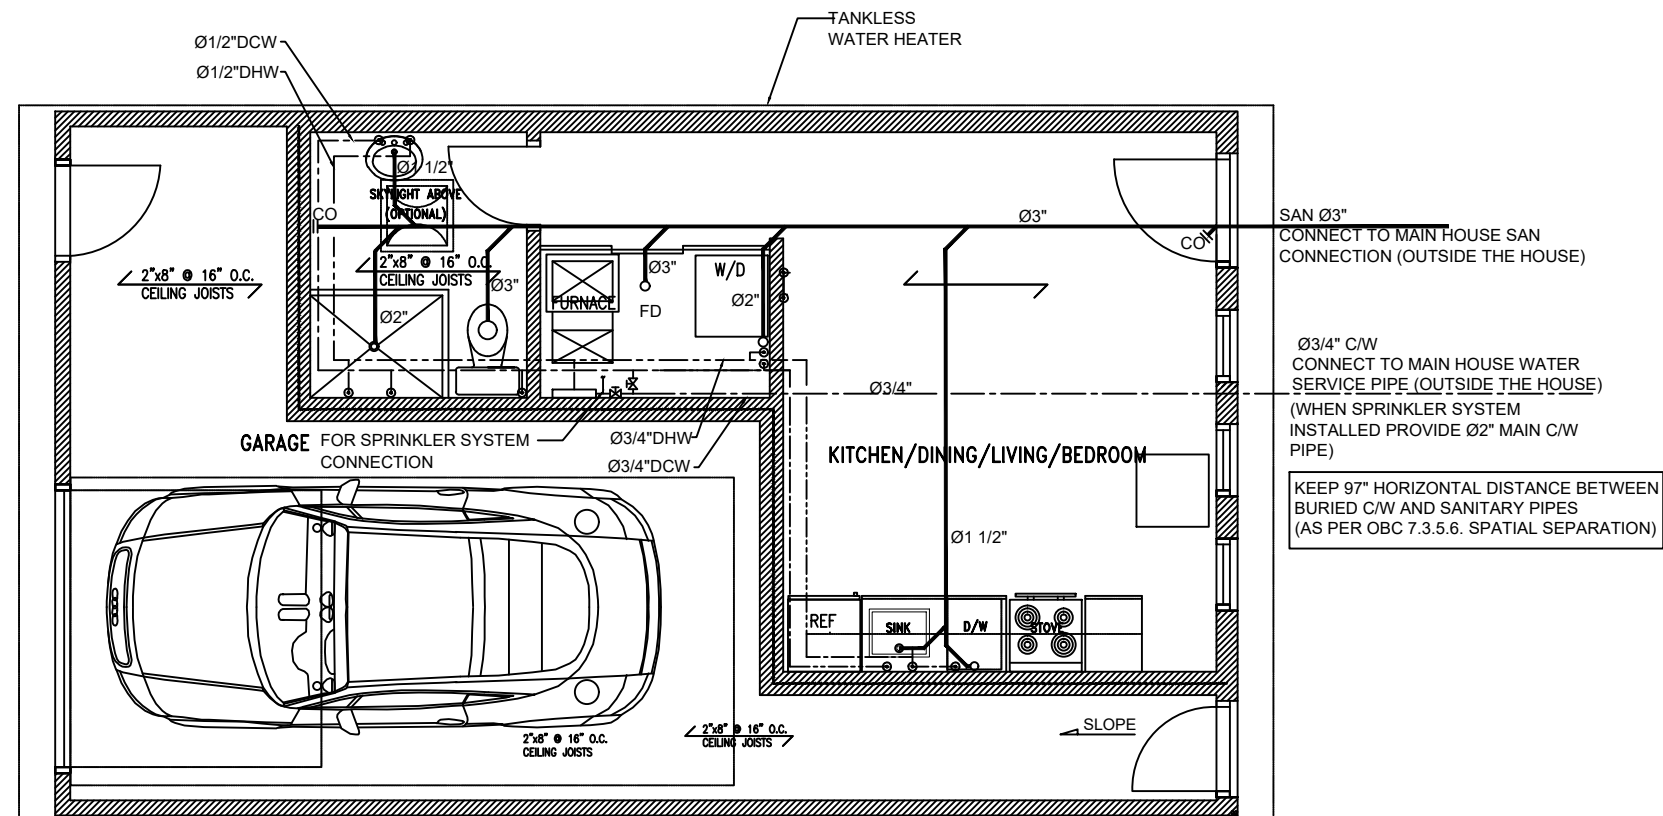 TANKLESS
WATER HEATER
Ø1/2"DCW
Ø1/2"DHW
Ø1 1/2"
SKYLIGHT ABOVE
(OPTIONAL)
CO
Ø3"
CO
SAN Ø3"
CONNECT TO MAIN HOUSE SAN
CONNECTION (OUTSIDE THE HOUSE)
2"x8" @ 16" O.C.
CEILING JOISTS
2"x8" @ 16" O.C.
CEILING JOISTS
Ø3"
Ø3"
W/D
FURNACE
Ø2"
FD
Ø2"
Ø3/4" C/W
CONNECT TO MAIN HOUSE WATER
SERVICE PIPE (OUTSIDE THE HOUSE)
(WHEN SPRINKLER SYSTEM
INSTALLED PROVIDE Ø2" MAIN C/W
PIPE)
Ø3/4"
GARAGE
FOR SPRINKLER SYSTEM
CONNECTION
Ø3/4"DHW
Ø3/4"DCW
KITCHEN/DINING/LIVING/BEDROOM
KEEP 97" HORIZONTAL DISTANCE BETWEEN
BURIED C/W AND SANITARY PIPES
(AS PER OBC 7.3.5.6. SPATIAL SEPARATION)
Ø1 1/2"
REF.
SINK
D/W
STOVE
2"x8" @ 16" O.C.
CEILING JOISTS
2"x8" @ 16" O.C.
CEILING JOISTS
SLOPE